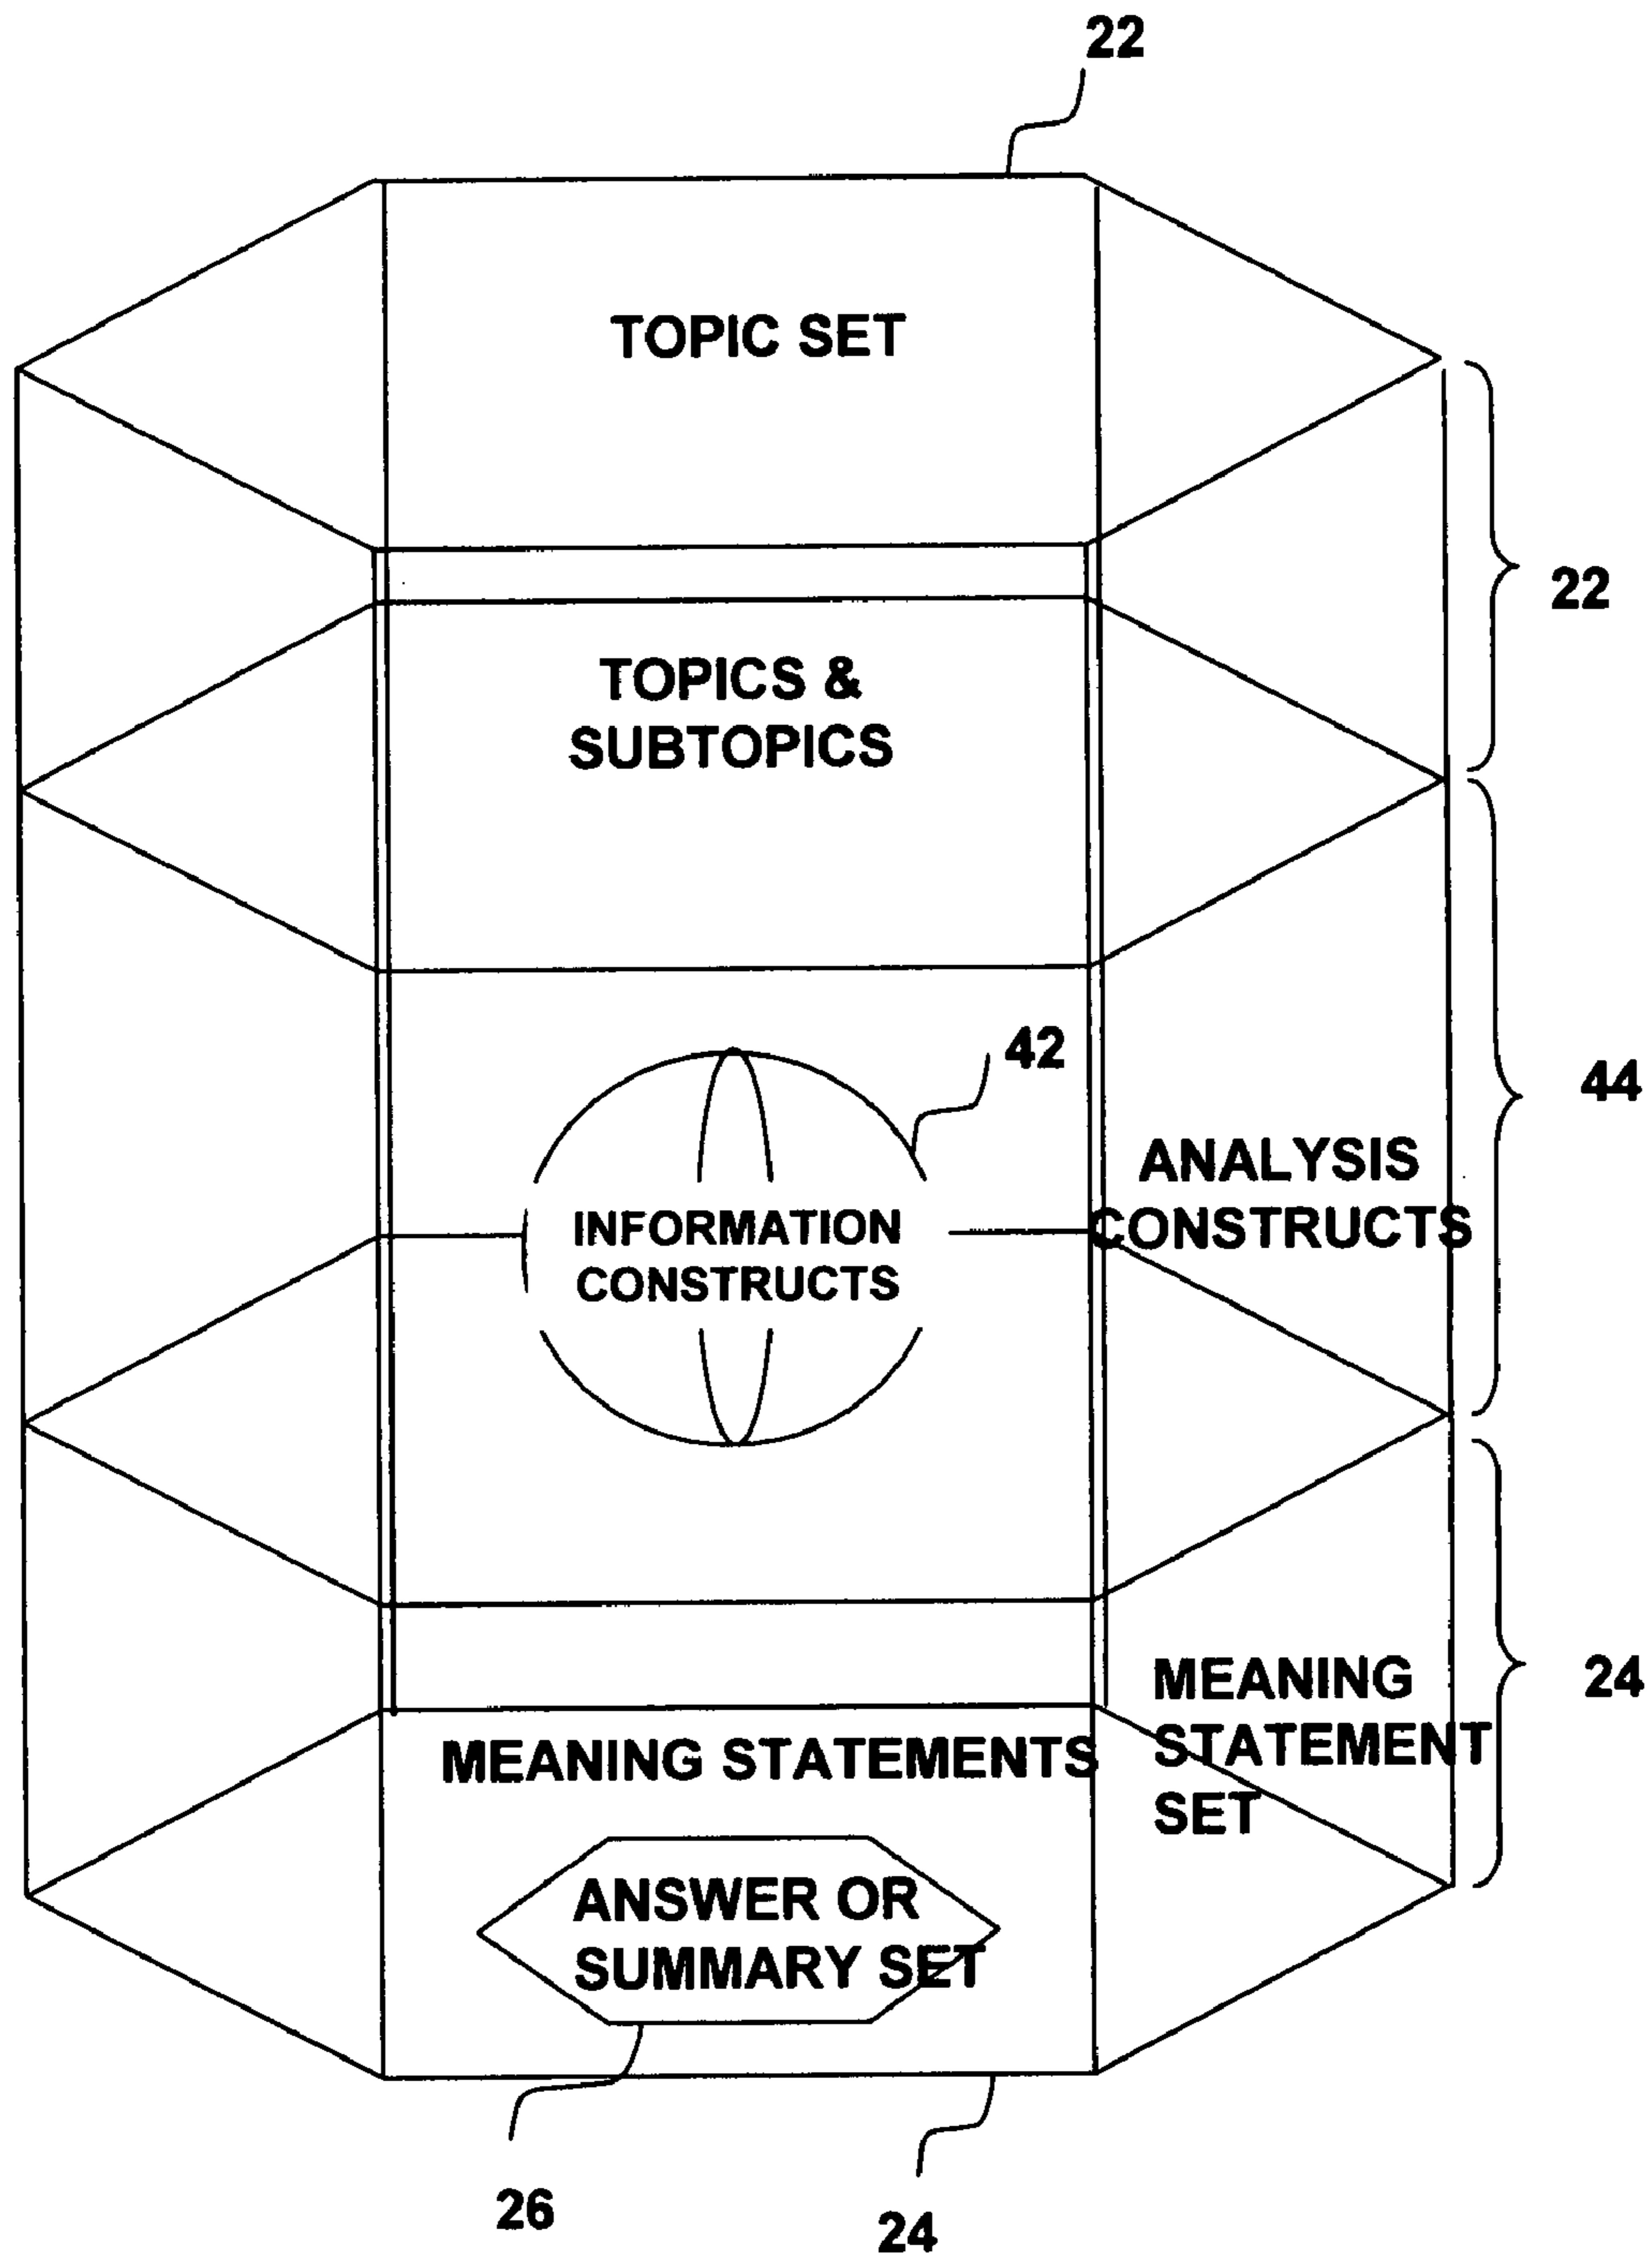 22
TOPIC SET
22
TOPICS &
SUBTOPICS
42
44
ANALYSIS
CONSTRUCTS
INFORMATION
CONSTRUCTS
24
MEANING
STATEMENT
SET
MEANING STATEMENTS
ANSWER OR
SUMMARY SET
26
24